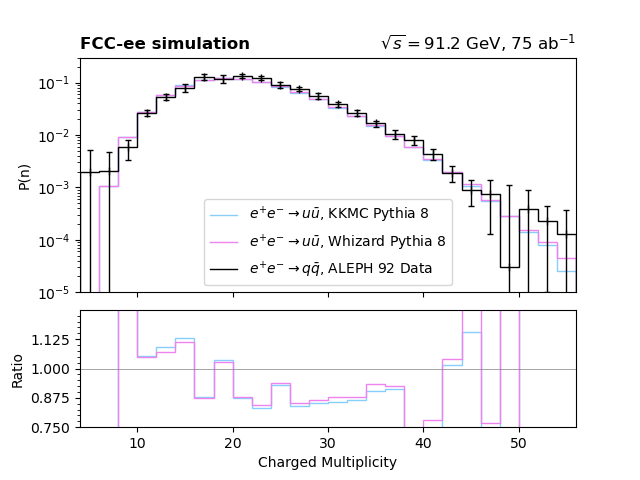 FCC-ee simulation
√s = 91.2 GeV, 75 ab⁻¹
10⁻¹
10⁻²
10⁻³
10⁻⁴
10⁻⁵
P(n)
e⁺e⁻ → uū, KKMC Pythia 8
e⁺e⁻ → uū, Whizard Pythia 8
e⁺e⁻ → qq̄, ALEPH 92 Data
1.125
1.000
0.875
0.750
Ratio
10 20 30 40 50
Charged Multiplicity